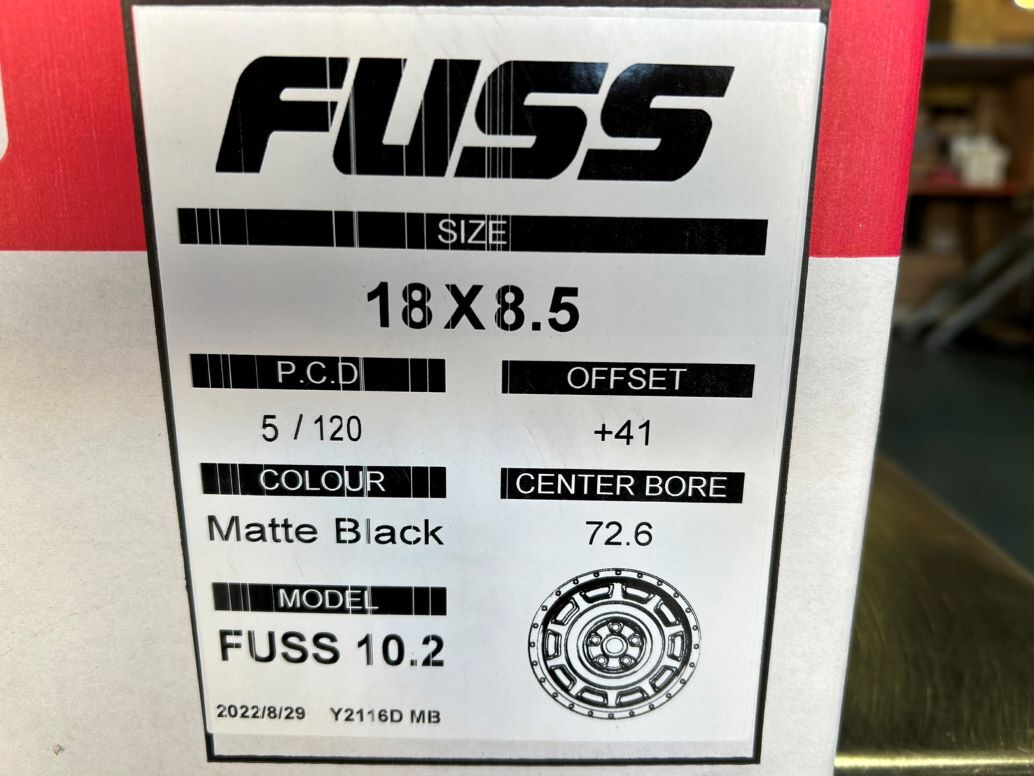 FUSS
SIZE
18X8.5
P.C.D OFFSET
5 / 120 +41
COLOUR CENTER BORE
Matte Black 72.6
MODEL
FUSS 10.2
2022/8/29 Y2116D MB